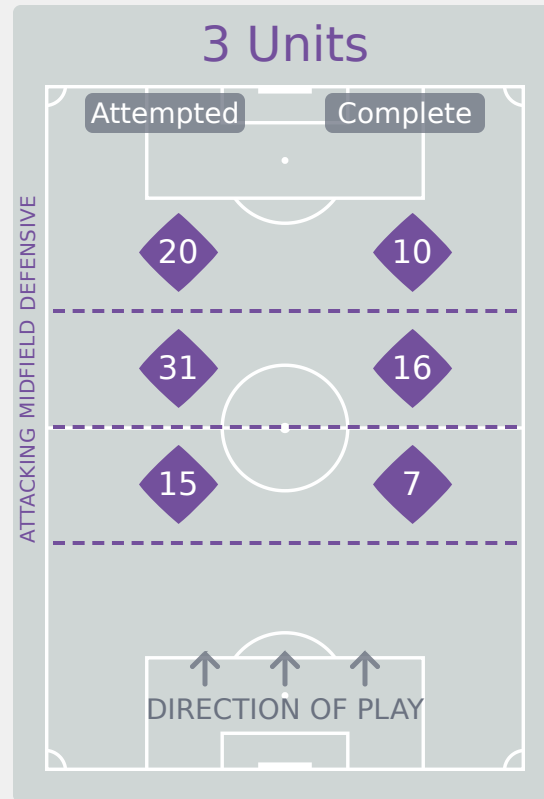 3 Units
Attempted Complete
ATTACKING MIDFIELD DEFENSIVE
20 10
31 16
15 7
DIRECTION OF PLAY